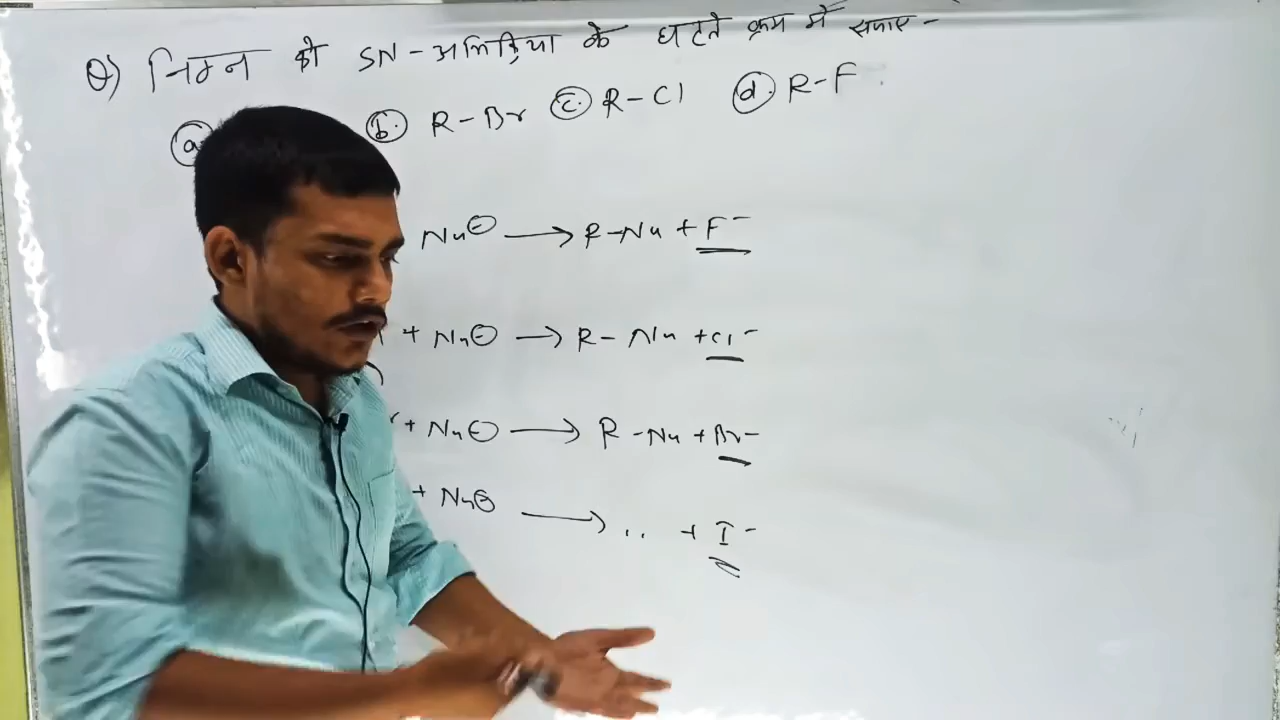 Q) निम्न को SN-अभिक्रिया के घटते क्रम में सजाए -
(a) (b.) R-Br (c.) R-Cl (d.) R-F
Nu⊖ ⟶ R-Nu + F⁻
+ Nu⊖ ⟶ R-Nu + Cl⁻
+ Nu⊖ ⟶ R-Nu + Br-
+ Nu⊖ ⟶ .. + I⁻